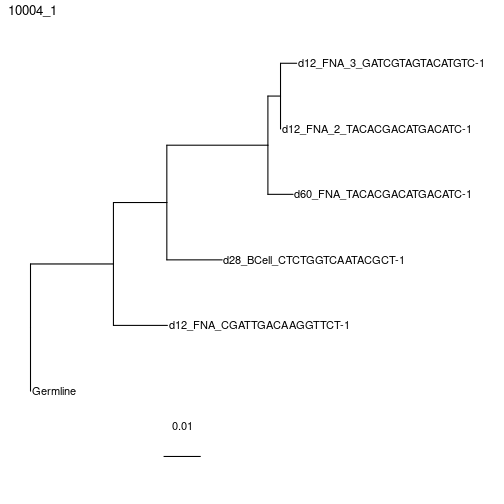 10004_1
d12_FNA_3_GATCGTAGTACATGTC-1
d12_FNA_2_TACACGACATGACATC-1
d60_FNA_TACACGACATGACATC-1
d28_BCell_CTCTGGTCAATACGCT-1
d12_FNA_CGATTGACAAGGTTCT-1
Germline
0.01